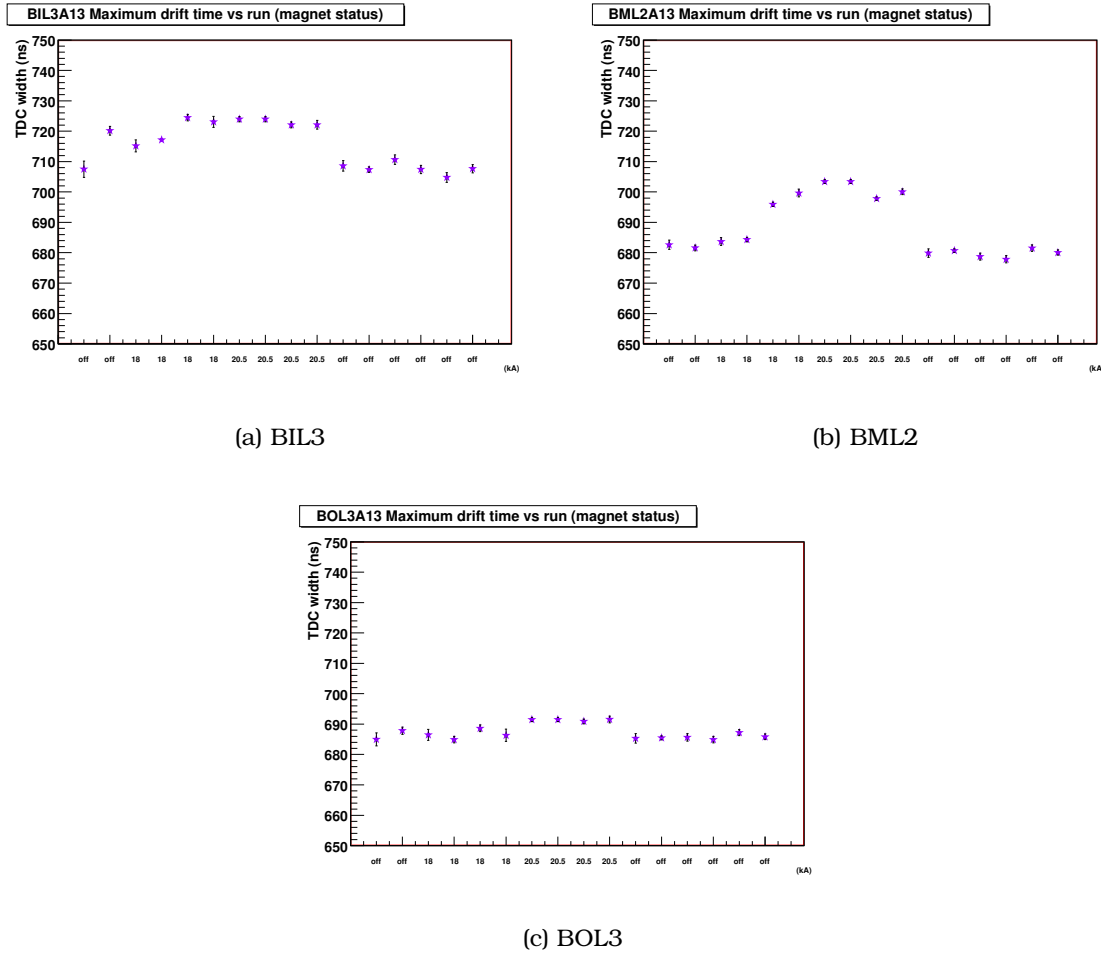 BIL3A13 Maximum drift time vs run (magnet status)
TDC width (ns)
750
740
730
720
710
700
690
680
670
660
650
off off 18 18 18 18 20.5 20.5 20.5 20.5 off off off off off off
(kA)
(a) BIL3
BML2A13 Maximum drift time vs run (magnet status)
TDC width (ns)
750
740
730
720
710
700
690
680
670
660
650
off off 18 18 18 18 20.5 20.5 20.5 20.5 off off off off off off
(kA
(b) BML2
BOL3A13 Maximum drift time vs run (magnet status)
TDC width (ns)
750
740
730
720
710
700
690
680
670
660
650
off off 18 18 18 18 20.5 20.5 20.5 20.5 off off off off off off
(kA)
(c) BOL3